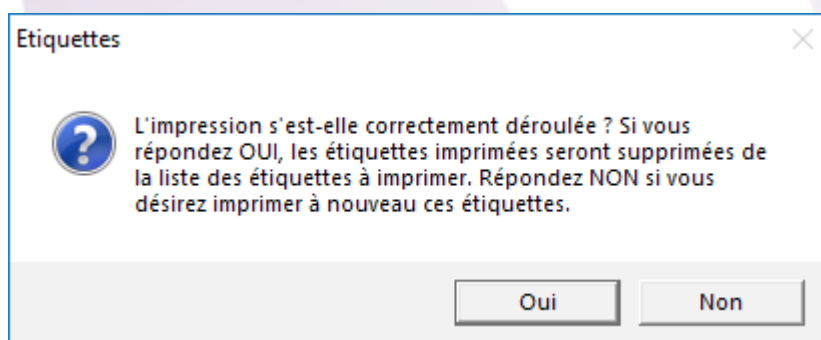 Etiquettes
L'impression s'est-elle correctement déroulée ? Si vous
répondez OUI, les étiquettes imprimées seront supprimées de
la liste des étiquettes à imprimer. Répondez NON si vous
désirez imprimer à nouveau ces étiquettes.
Oui
Non